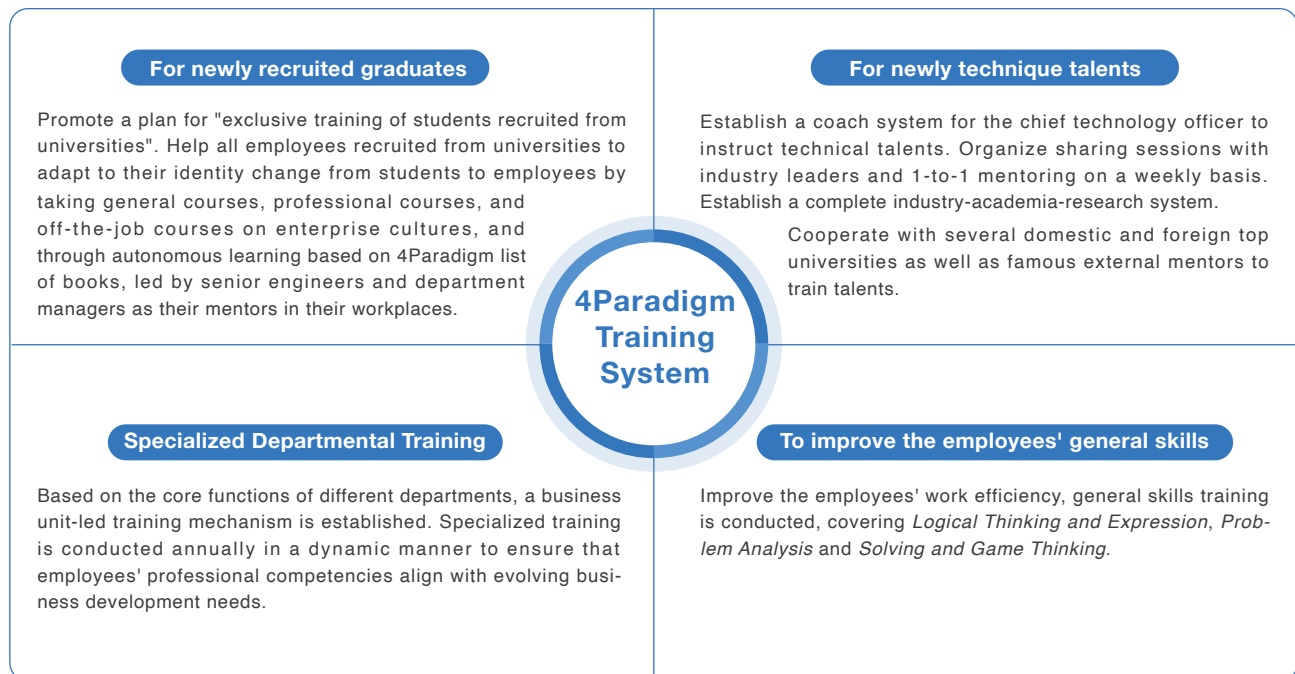 For newly recruited graduates
Promote a plan for "exclusive training of students recruited from
universities". Help all employees recruited from universities to
adapt to their identity change from students to employees by
taking general courses, professional courses, and
off-the-job courses on enterprise cultures, and
through autonomous learning based on 4Paradigm list
of books, led by senior engineers and department
managers as their mentors in their workplaces.
For newly technique talents
Establish a coach system for the chief technology officer to
instruct technical talents. Organize sharing sessions with
industry leaders and 1-to-1 mentoring on a weekly basis.
Establish a complete industry-academia-research system.
Cooperate with several domestic and foreign top
universities as well as famous external mentors to
train talents.
4Paradigm
Training
System
Specialized Departmental Training
Based on the core functions of different departments, a business
unit-led training mechanism is established. Specialized training
is conducted annually in a dynamic manner to ensure that
employees' professional competencies align with evolving busi-
ness development needs.
To improve the employees' general skills
Improve the employees' work efficiency, general skills training
is conducted, covering Logical Thinking and Expression, Prob-
lem Analysis and Solving and Game Thinking.